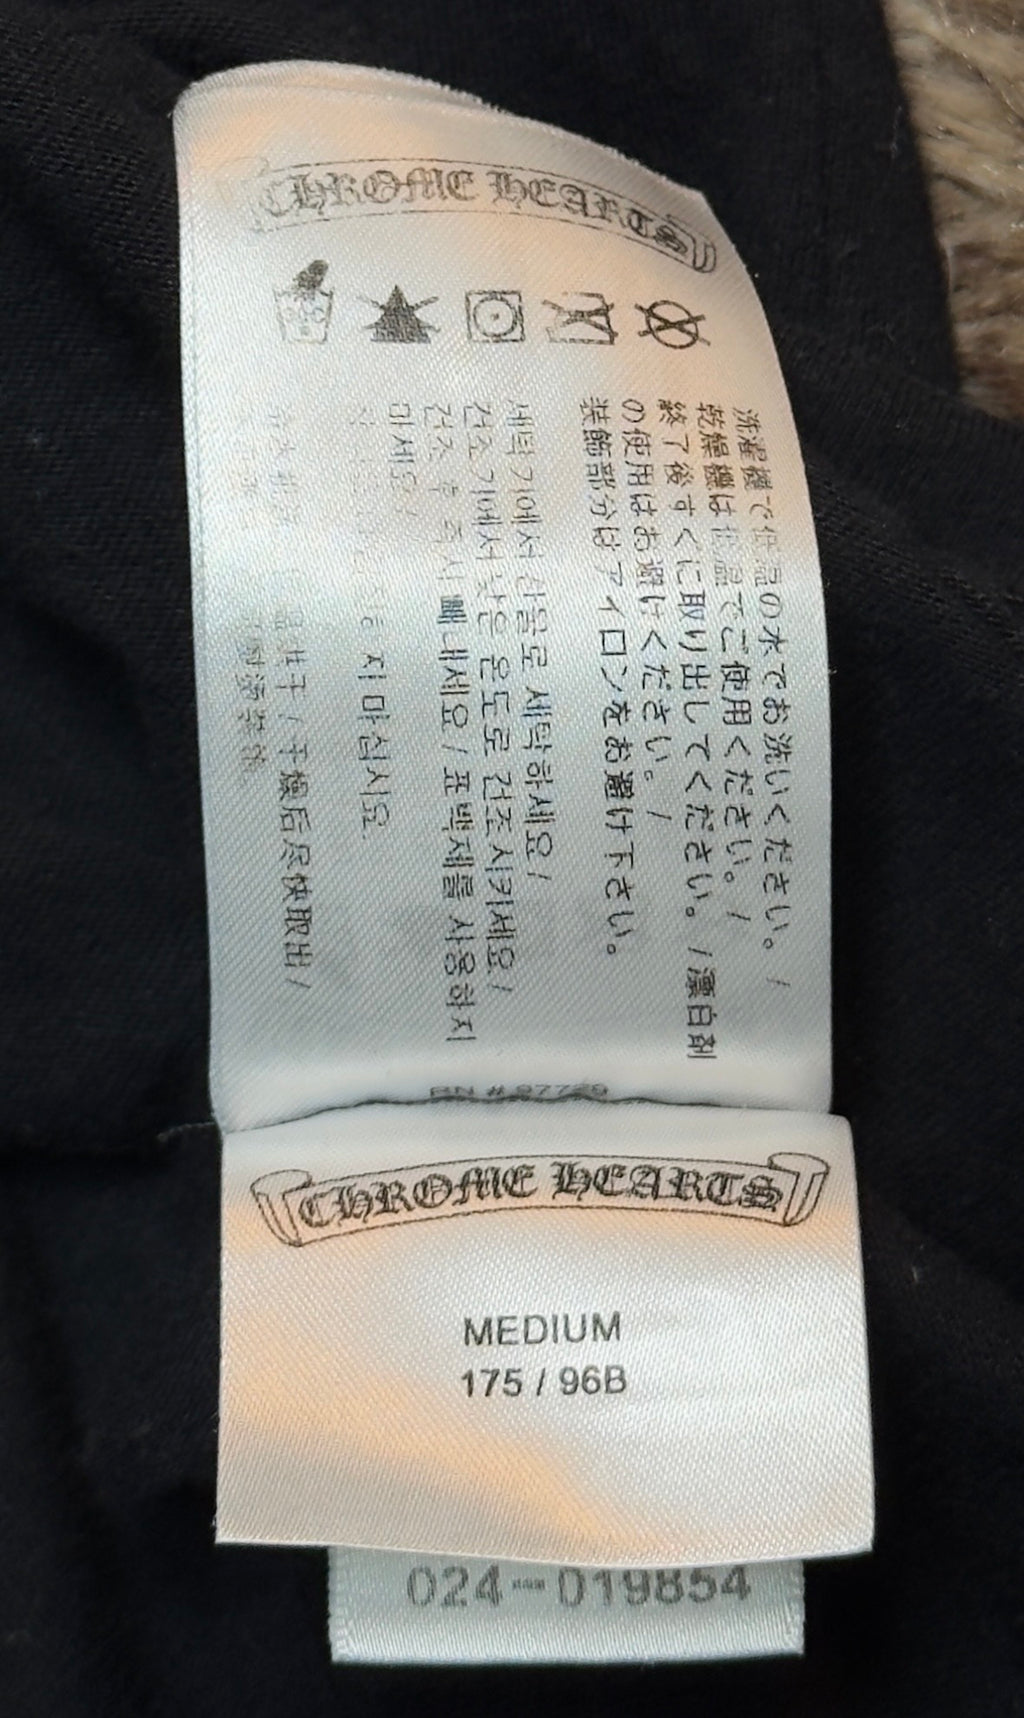 CHROME HEARTS
洗濯機で低温の水でお洗いください。 /
乾燥機は低温でご使用ください。 /
終了後すぐに取り出してください。 / 漂白剤
の使用はお避けください。 /
装飾部分はアイロンをお避け下さい。
세탁기에서 찬물로 세탁하세요 /
건조기에서 낮은 온도로 건조시키세요 /
건조 후 즉시 빼내세요 / 표백제를 사용하지
마세요 /
지 마십시요.
烘干 / 干燥后尽快取出 /
RN # 97729
CHROME HEARTS
MEDIUM
175 / 96B
024-019854